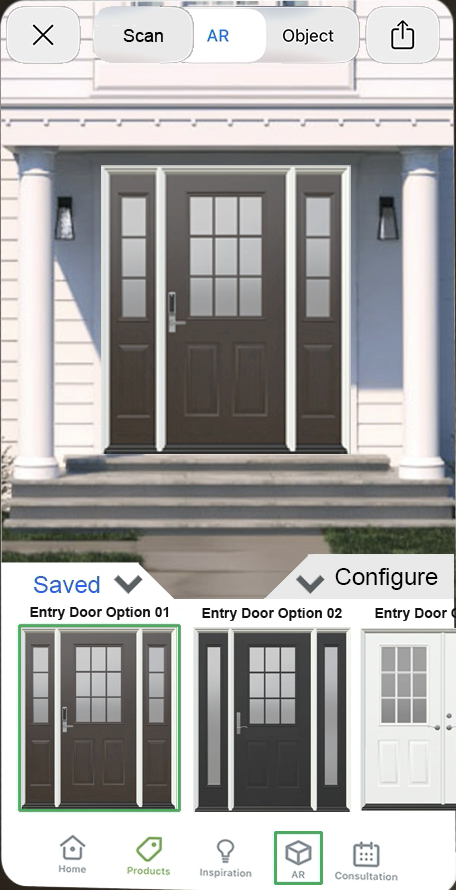 Scan AR Object
Saved Configure
Entry Door Option 01 Entry Door Option 02 Entry Door
Home Products Inspiration AR Consultation